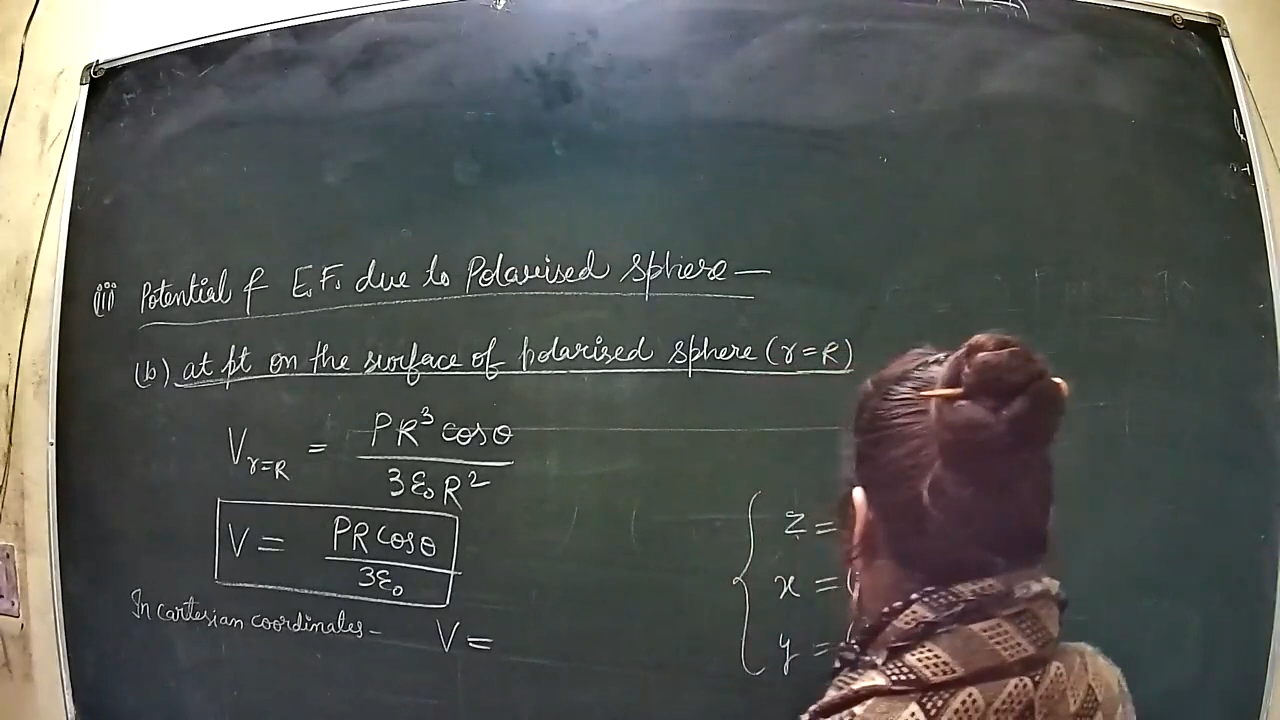 (iii) Potential & E.F. due to Polarised Sphere —
(b) at pt on the surface of polarised sphere (r=R)
V_{r=R} = PR³ cosθ / 3ε₀R²
V = PR cosθ / 3ε₀
In cartesian coordinates - V =
z =
x =
y =